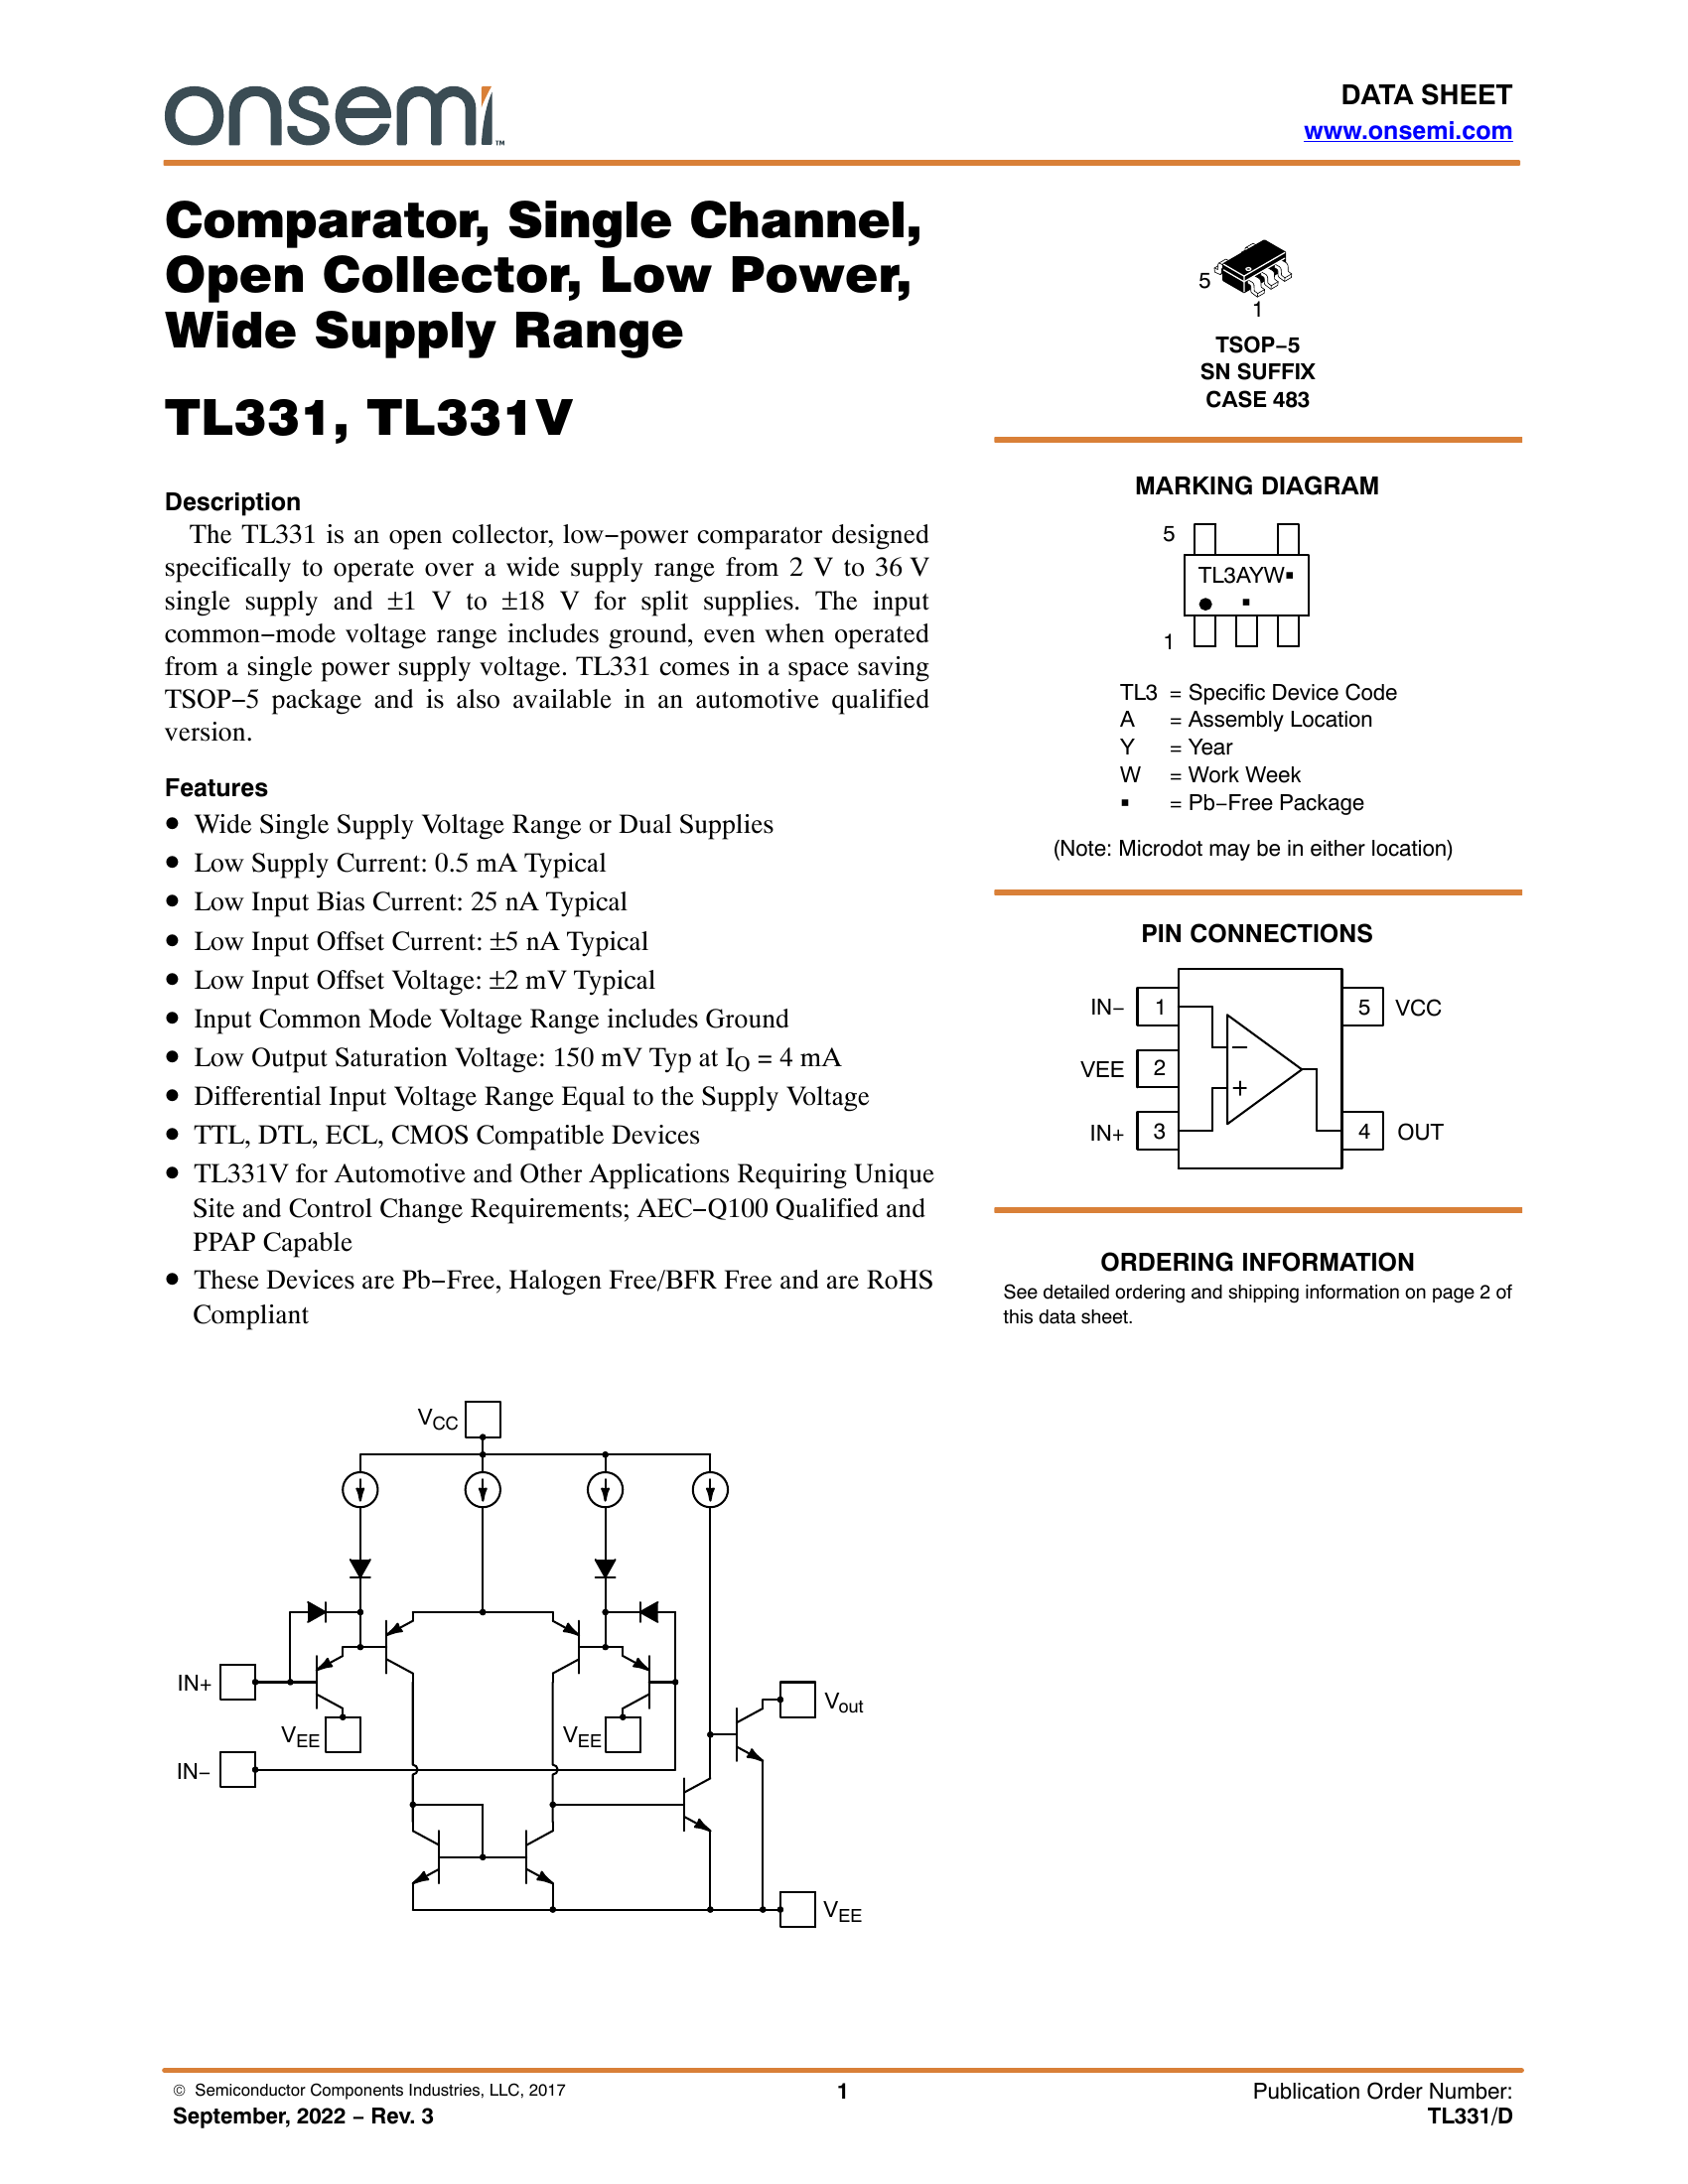 onsemi™
DATA SHEET
www.onsemi.com
Comparator, Single Channel,
Open Collector, Low Power,
Wide Supply Range
TL331, TL331V
Description
The TL331 is an open collector, low−power comparator designed
specifically to operate over a wide supply range from 2 V to 36 V
single supply and ±1 V to ±18 V for split supplies. The input
common−mode voltage range includes ground, even when operated
from a single power supply voltage. TL331 comes in a space saving
TSOP−5 package and is also available in an automotive qualified
version.
Features
• Wide Single Supply Voltage Range or Dual Supplies
• Low Supply Current: 0.5 mA Typical
• Low Input Bias Current: 25 nA Typical
• Low Input Offset Current: ±5 nA Typical
• Low Input Offset Voltage: ±2 mV Typical
• Input Common Mode Voltage Range includes Ground
• Low Output Saturation Voltage: 150 mV Typ at IO = 4 mA
• Differential Input Voltage Range Equal to the Supply Voltage
• TTL, DTL, ECL, CMOS Compatible Devices
• TL331V for Automotive and Other Applications Requiring Unique
Site and Control Change Requirements; AEC−Q100 Qualified and
PPAP Capable
• These Devices are Pb−Free, Halogen Free/BFR Free and are RoHS
Compliant
5
1
TSOP−5
SN SUFFIX
CASE 483
MARKING DIAGRAM
5
TL3AYW▪
1
TL3 = Specific Device Code
A = Assembly Location
Y = Year
W = Work Week
▪ = Pb−Free Package
(Note: Microdot may be in either location)
PIN CONNECTIONS
IN− 1 5 VCC
−
VEE 2
+
IN+ 3 4 OUT
ORDERING INFORMATION
See detailed ordering and shipping information on page 2 of
this data sheet.
VCC
IN+
Vout
VEE VEE
IN−
VEE
© Semiconductor Components Industries, LLC, 2017
September, 2022 − Rev. 3
1
Publication Order Number:
TL331/D